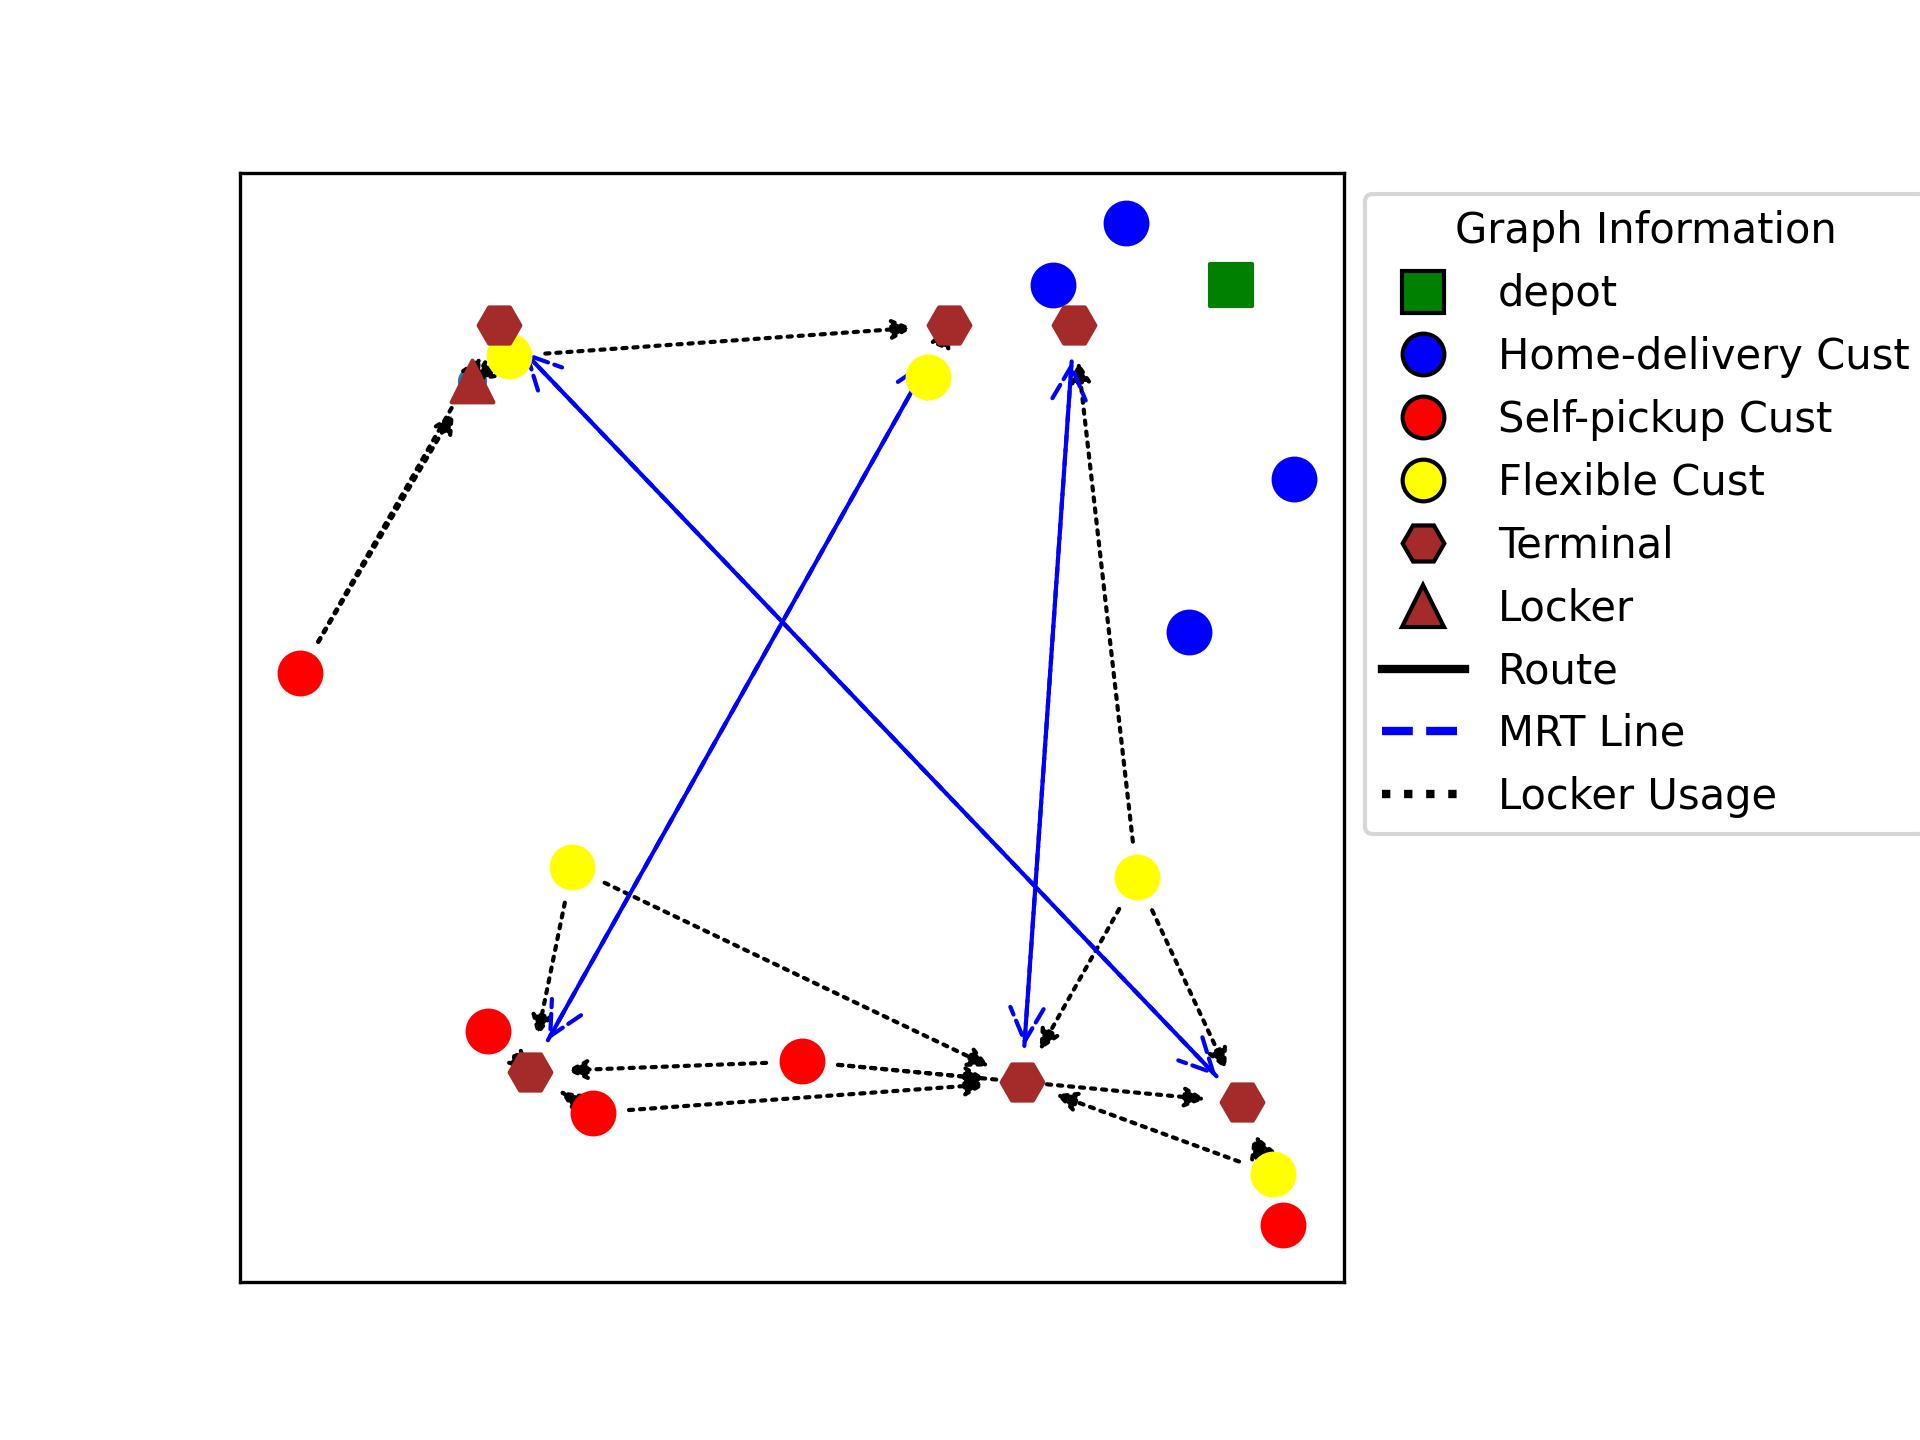 Graph Information
depot
Home-delivery Cust
Self-pickup Cust
Flexible Cust
Terminal
Locker
Route
MRT Line
Locker Usage